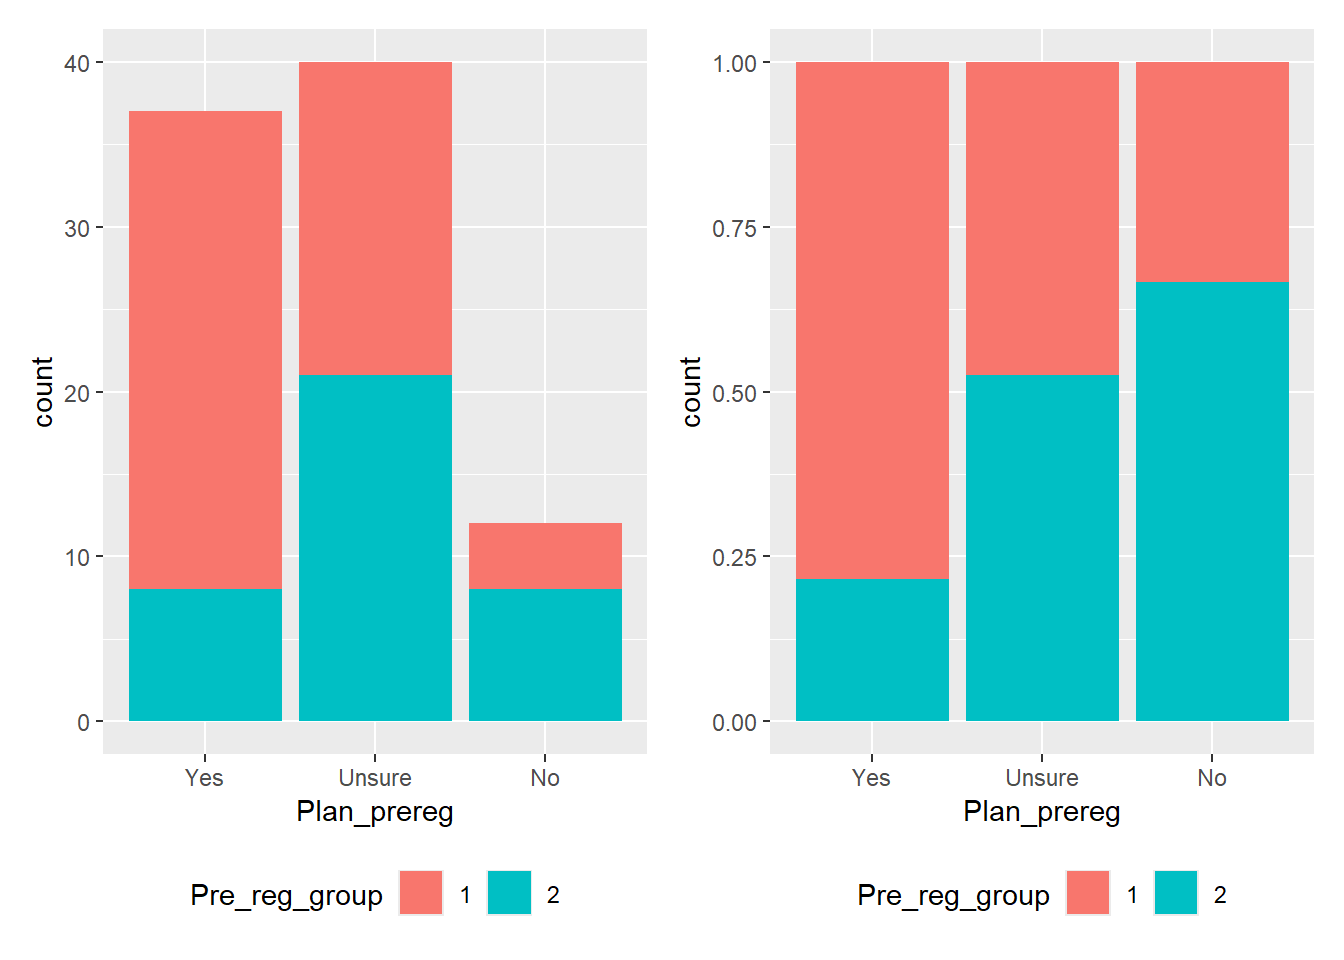 count
40
30
20
10
0
Yes Unsure No
Plan_prereg
Pre_reg_group 1 2
count
1.00
0.75
0.50
0.25
0.00
Yes Unsure No
Plan_prereg
Pre_reg_group 1 2